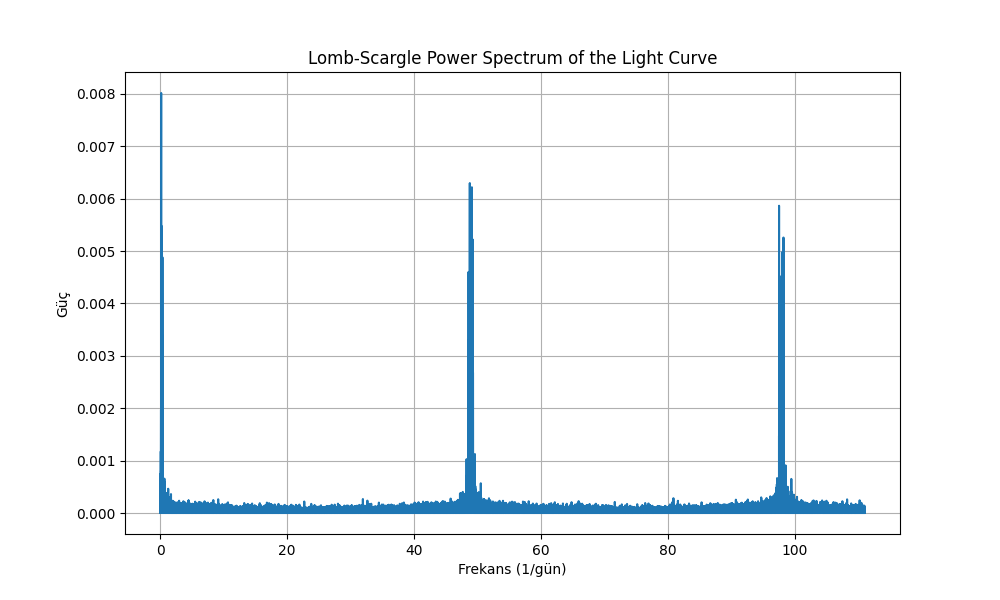 Lomb-Scargle Power Spectrum of the Light Curve
0.008
0.007
0.006
0.005
0.004
0.003
0.002
0.001
0.000
Güç
0 20 40 60 80 100
Frekans (1/gün)